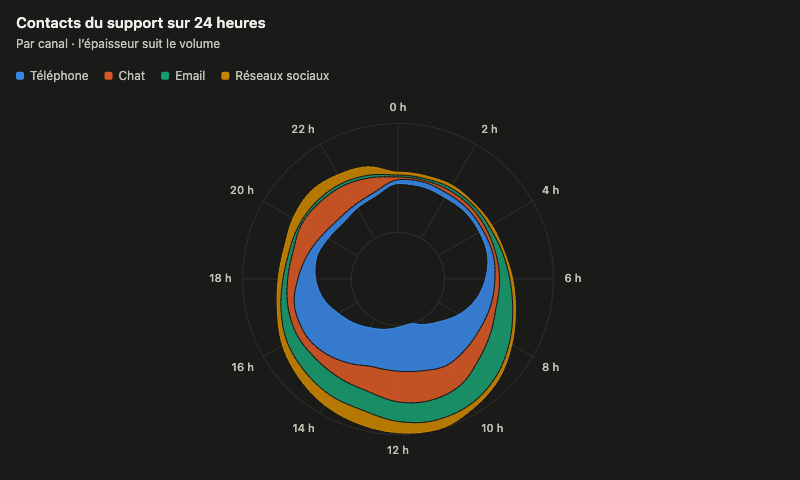 Contacts du support sur 24 heures
Par canal · l’épaisseur suit le volume
Téléphone Chat Email Réseaux sociaux
0 h
22 h 2 h
20 h 4 h
18 h 6 h
16 h 8 h
14 h 10 h
12 h